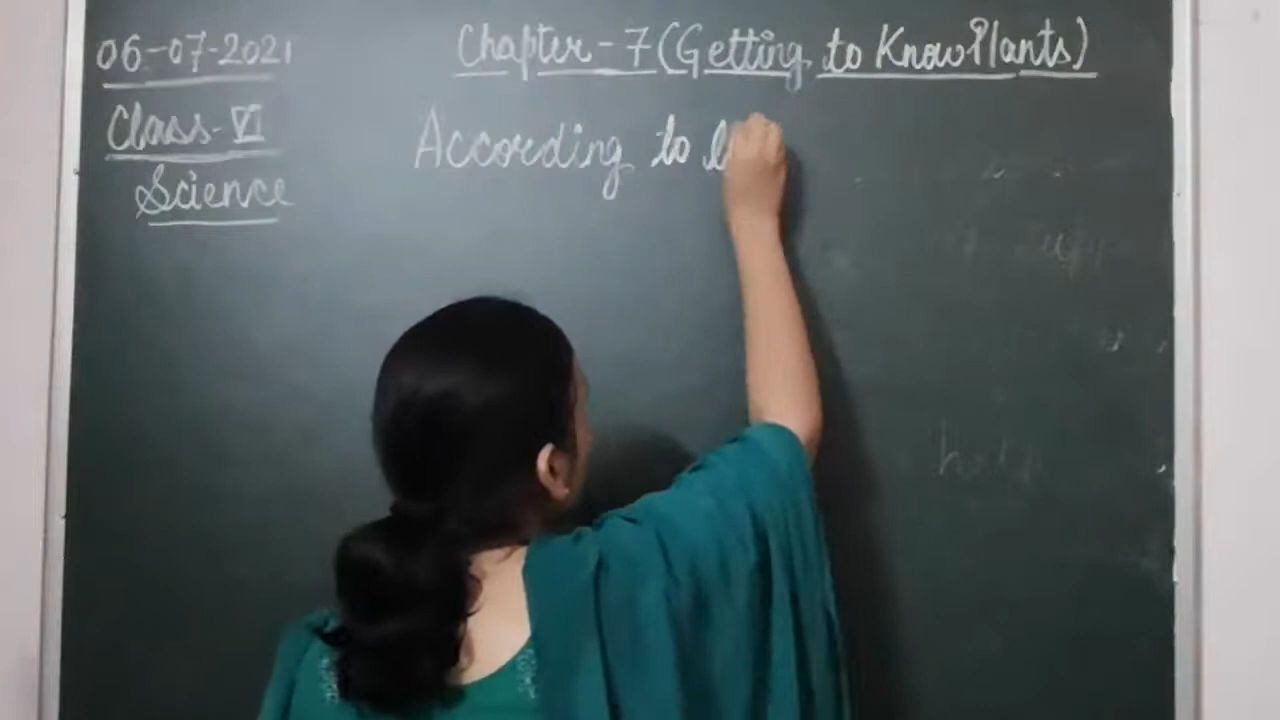 06-07-2021
Chapter-7(Getting to Know Plants)
Class-VI
Science
According to